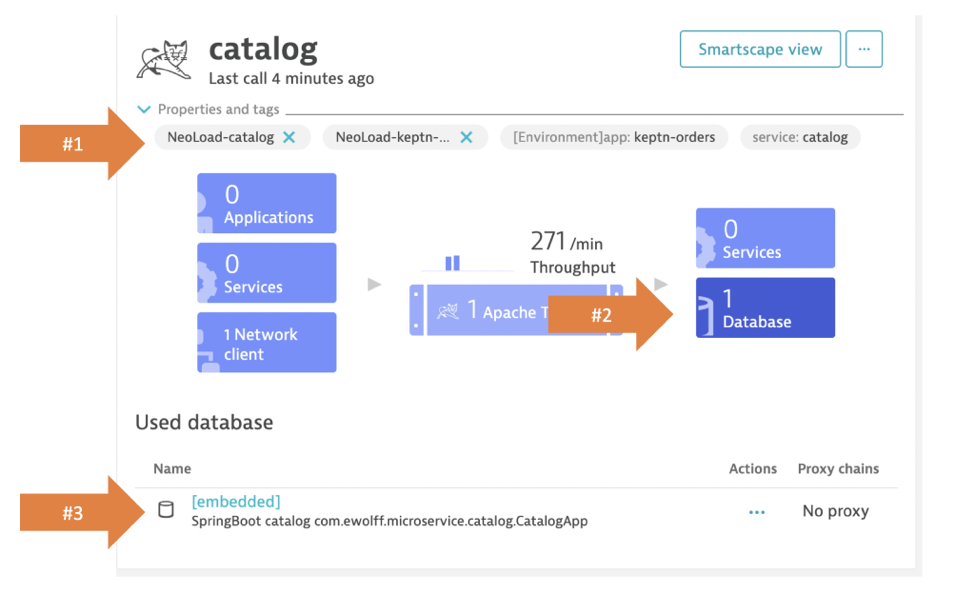 catalog
Smartscape view
...
Last call 4 minutes ago
Properties and tags
#1
NeoLoad-catalog
NeoLoad-keptn-...
[Environment]app: keptn-orders
service: catalog
0
Applications
0
Services
1 Network
client
271 /min
Throughput
1 Apache T
#2
0
Services
1
Database
Used database
Name
Actions
Proxy chains
#3
[embedded]
SpringBoot catalog com.ewolff.microservice.catalog.CatalogApp
...
No proxy